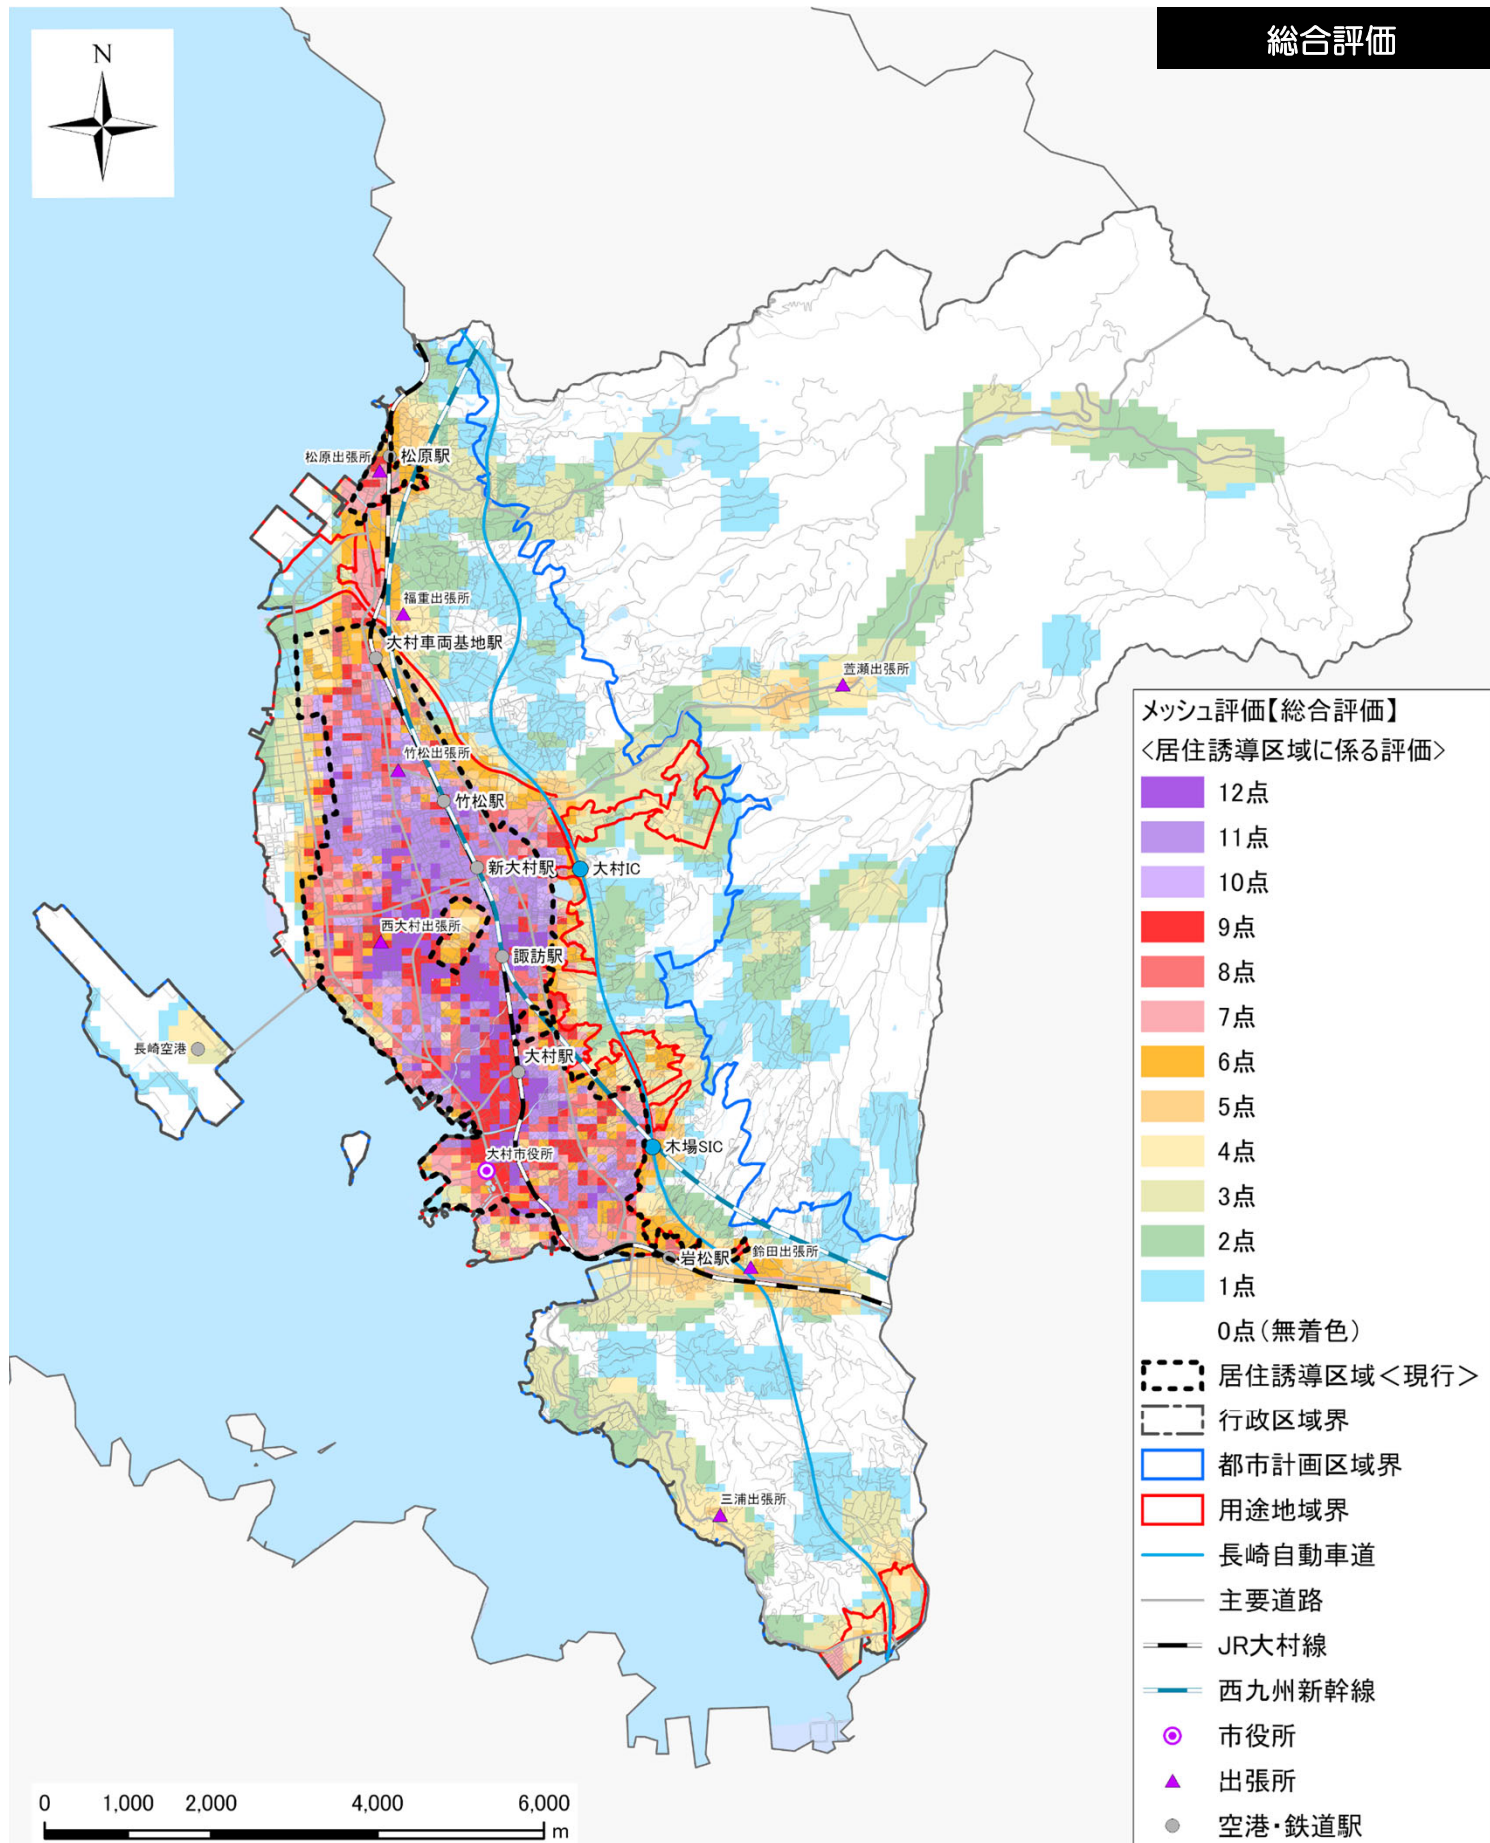 総合評価
N
松原出張所
松原駅
福重出張所
大村車両基地駅
萱瀬出張所
竹松出張所
竹松駅
新大村駅
大村IC
西大村出張所
諏訪駅
長崎空港
大村駅
木場SIC
大村市役所
岩松駅
鈴田出張所
三浦出張所
メッシュ評価【総合評価】
<居住誘導区域に係る評価>
12点
11点
10点
9点
8点
7点
6点
5点
4点
3点
2点
1点
0点(無着色)
居住誘導区域<現行>
行政区域界
都市計画区域界
用途地域界
長崎自動車道
主要道路
JR大村線
西九州新幹線
市役所
出張所
空港・鉄道駅
0 1,000 2,000 4,000 6,000
m